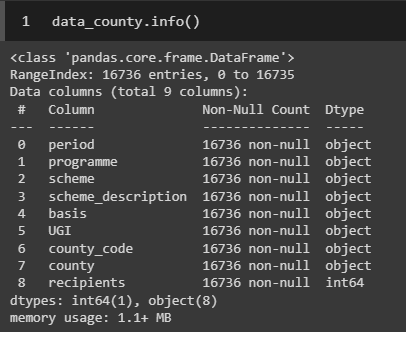 1 data_county.info()
<class 'pandas.core.frame.DataFrame'>
RangeIndex: 16736 entries, 0 to 16735
Data columns (total 9 columns):
 #   Column              Non-Null Count  Dtype
---  ------              --------------  -----
 0   period              16736 non-null  object
 1   programme           16736 non-null  object
 2   scheme              16736 non-null  object
 3   scheme_description  16736 non-null  object
 4   basis               16736 non-null  object
 5   UGI                 16736 non-null  object
 6   county_code         16736 non-null  object
 7   county              16736 non-null  object
 8   recipients          16736 non-null  int64
dtypes: int64(1), object(8)
memory usage: 1.1+ MB